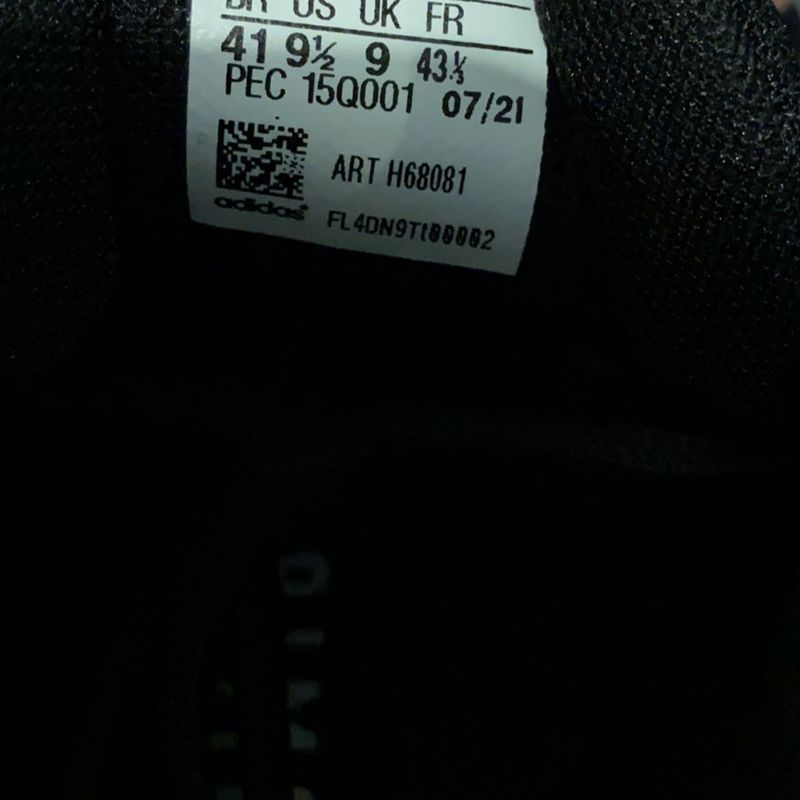 BR US UK FR
41 9½ 9 43⅓
PEC 15Q001 07/21
ART H68081
adidas